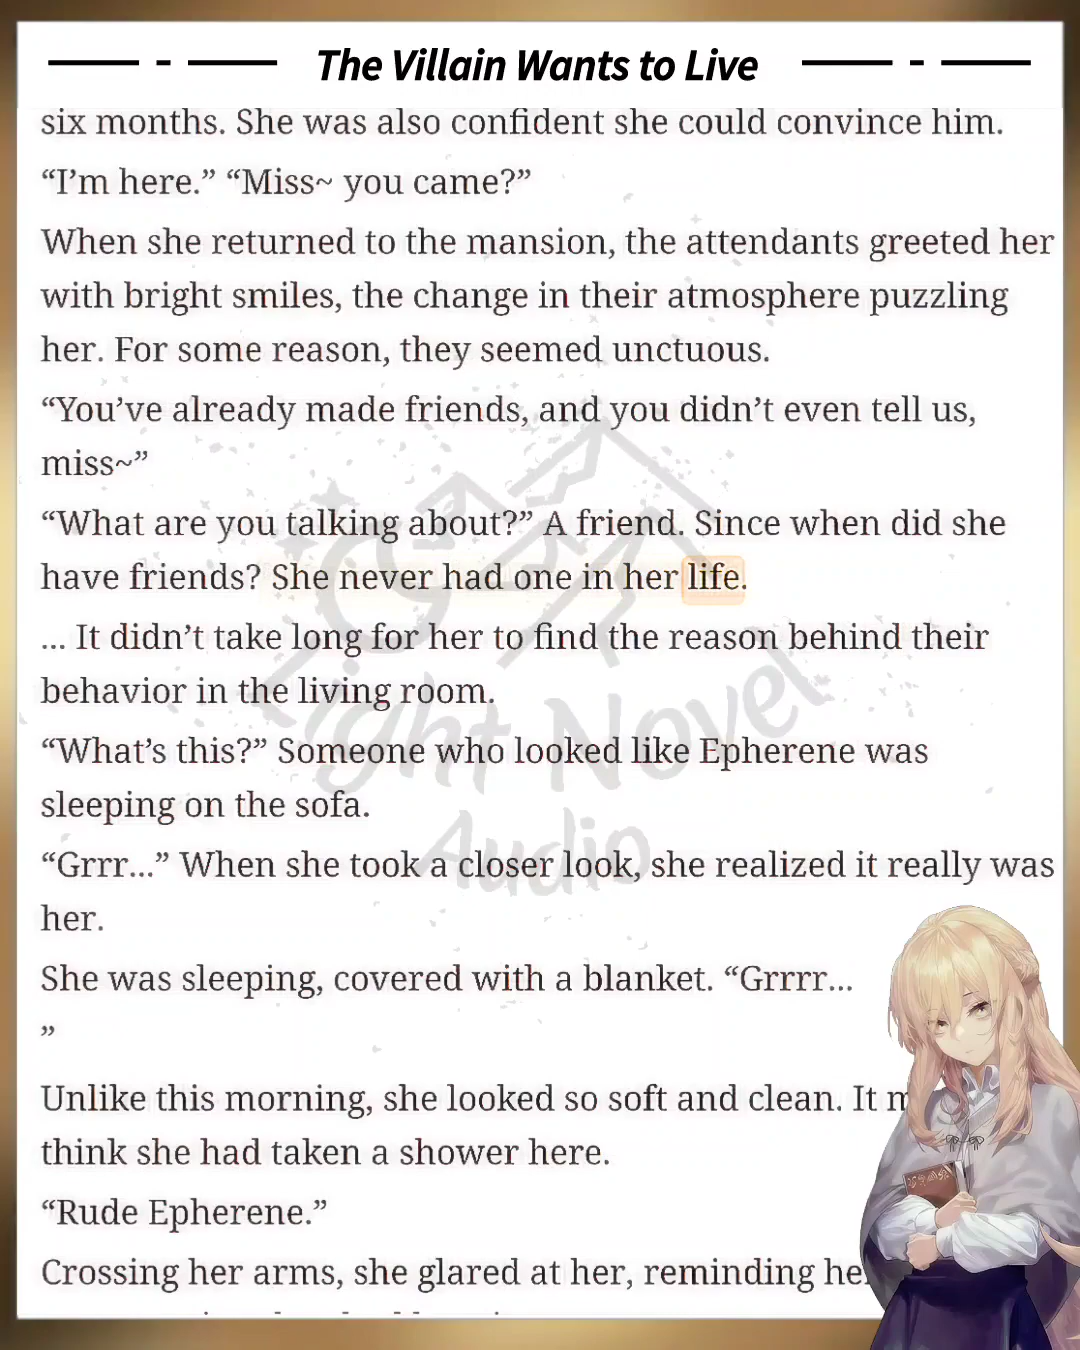 The Villain Wants to Live
six months. She was also confident she could convince him.
“I’m here.” “Miss~ you came?”
When she returned to the mansion, the attendants greeted her
with bright smiles, the change in their atmosphere puzzling
her. For some reason, they seemed unctuous.
“You’ve already made friends, and you didn’t even tell us,
miss~”
“What are you talking about?” A friend. Since when did she
have friends? She never had one in her life.
... It didn’t take long for her to find the reason behind their
behavior in the living room.
“What’s this?” Someone who looked like Epherene was
sleeping on the sofa.
“Grrr...” When she took a closer look, she realized it really was
her.
She was sleeping, covered with a blanket. “Grrrr...
”
Unlike this morning, she looked so soft and clean. It
think she had taken a shower here.
“Rude Epherene.”
Crossing her arms, she glared at her, reminding
Light Novel
Audio